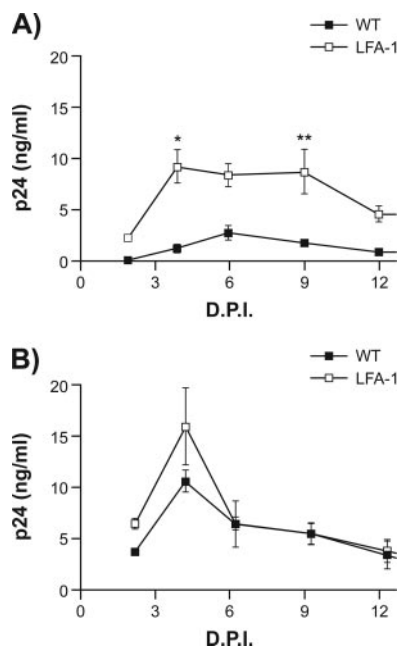 A)
WT
LFA-1
20
15
10
5
0
p24 (ng/ml)
*
**
0 3 6 9 12
D.P.I.
B)
WT
LFA-1
20
15
10
5
0
p24 (ng/ml)
0 3 6 9 12
D.P.I.